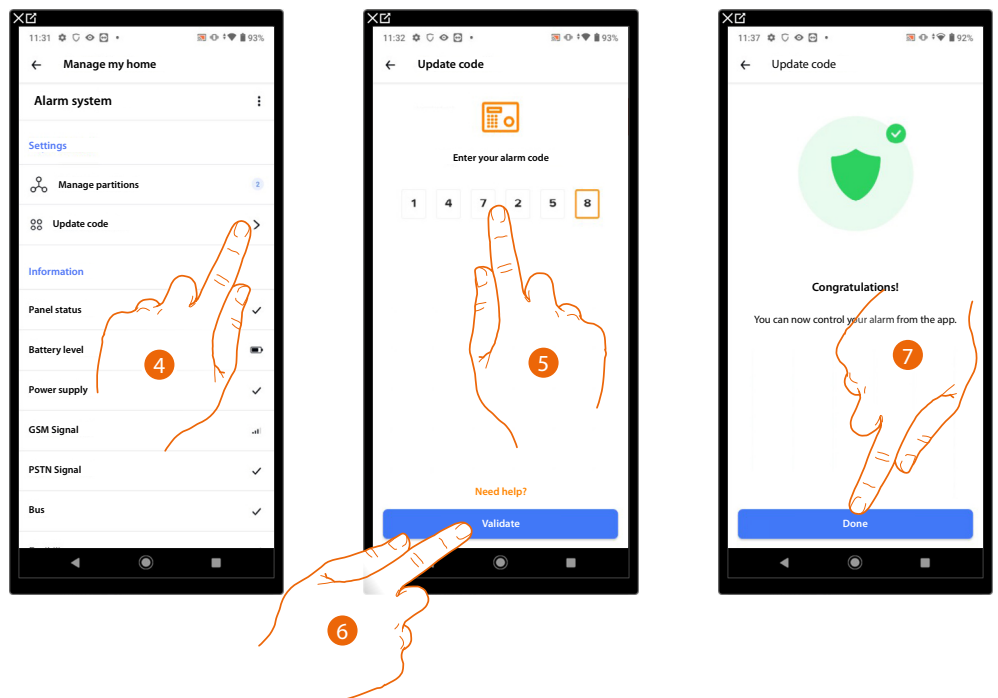 11:31 93%
Manage my home
Alarm system
Settings
Manage partitions 2
Update code
Information
Panel status
Battery level
Power supply
GSM Signal
PSTN Signal
Bus
4
11:32 93%
Update code
Enter your alarm code
1 4 7 2 5 8
5
Need help?
Validate
6
11:37 92%
Update code
Congratulations!
You can now control your alarm from the app.
7
Done